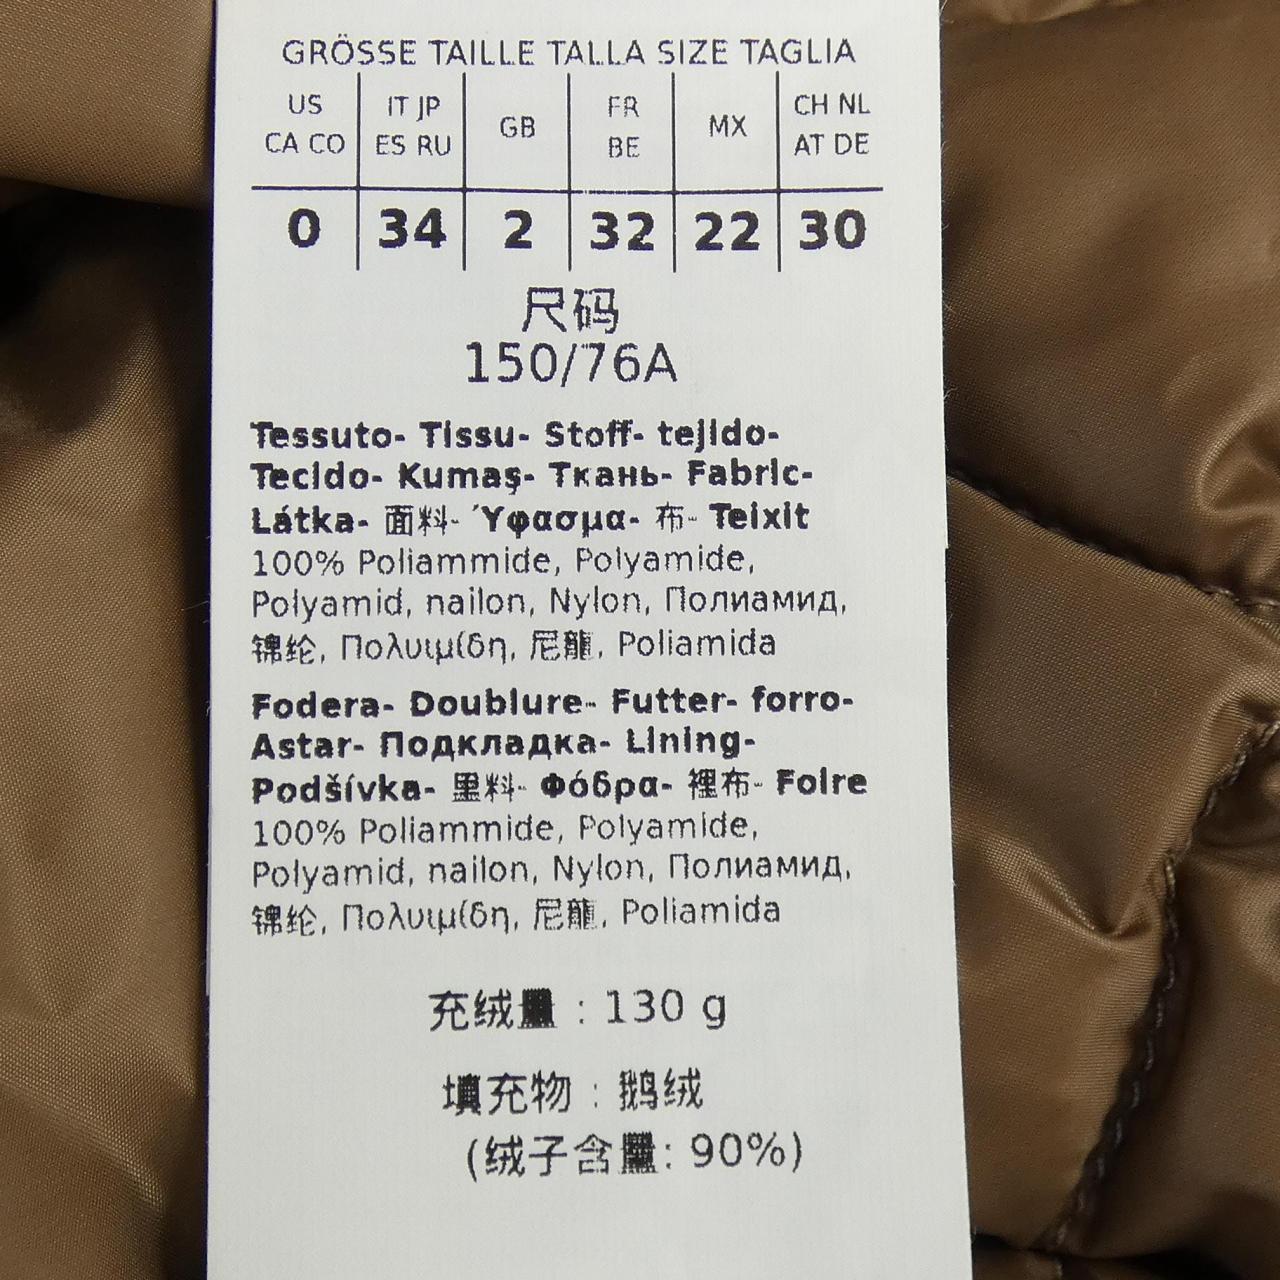 GRÖSSE TAILLE TALLA SIZE TAGLIA
US CA CO | IT JP ES RU | GB | FR BE | MX | CH NL AT DE
0 34 2 32 22 30
尺码
150/76A
Tessuto- Tissu- Stoff- tejido-
Tecido- Kumaş- Ткань- Fabric-
Látka- 面料- Ύφασμα- 布- Teixit
100% Poliammide, Polyamide,
Polyamid, nailon, Nylon, Полиамид,
锦纶, Πολυιμίδη, 尼龍, Poliamida
Fodera- Doublure- Futter- forro-
Astar- Подкладка- Lining-
Podšívka- 里料- Φόδρα- 裡布- Folre
100% Poliammide, Polyamide,
Polyamid, nailon, Nylon, Полиамид,
锦纶, Πολυιμίδη, 尼龍, Poliamida
充绒量 : 130 g
填充物 : 鹅绒
(绒子含量: 90%)